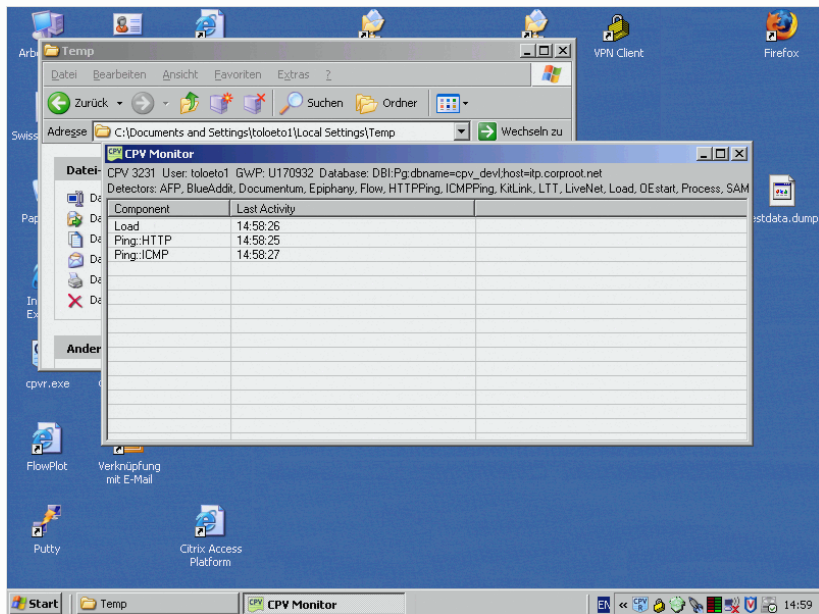 Temp
VPN Client
Firefox
Datei Bearbeiten Ansicht Favoriten Extras ?
Zurück Suchen Ordner
Adresse C:\Documents and Settings\toloeto1\Local Settings\Temp Wechseln zu
CPV Monitor
CPV 3231 User: toloeto1 GWP: U170932 Database: DBI:Pg:dbname=cpv_devl;host=itp.corproot.net
Detectors: AFP, BlueAddit, Documentum, Epiphany, Flow, HTTPPing, ICMPPing, KitLink, LTT, LiveNet, Load, OEstart, Process, SAM
Component Last Activity
Load 14:58:26
Ping::HTTP 14:58:25
Ping::ICMP 14:58:27
Datei-
Ander
cpvr.exe
FlowPlot
Verknüpfung
mit E-Mail
Putty
Citrix Access
Platform
Start Temp CPV Monitor EN « CPV 14:59